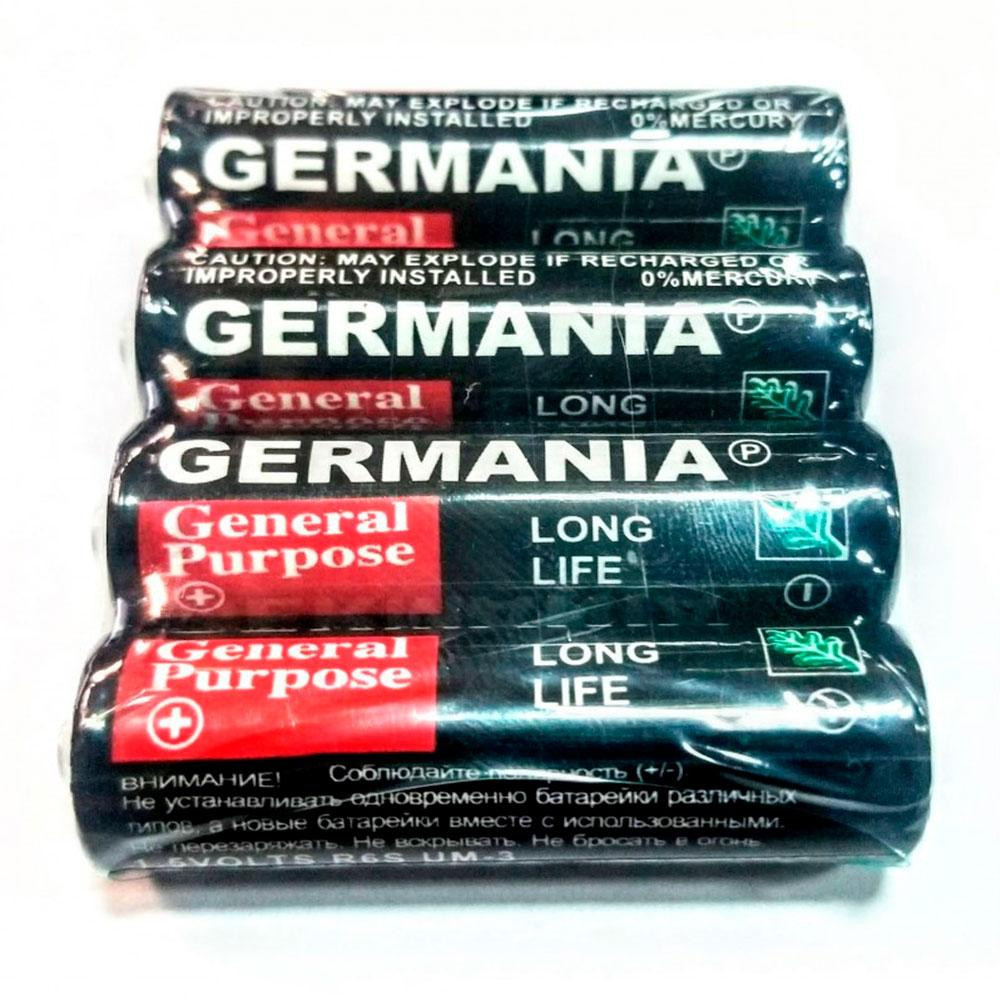 CAUTION: MAY EXPLODE IF RECHARGED OR
IMPROPERLY INSTALLED 0% MERCURY
GERMANIA Ⓟ
General LONG
CAUTION: MAY EXPLODE IF RECHARGED OR
IMPROPERLY INSTALLED 0% MERCURY
GERMANIA Ⓟ
General LONG
Purpose
GERMANIA Ⓟ
General LONG
Purpose LIFE
+ -
General LONG
Purpose LIFE
+
ВНИМАНИЕ! Соблюдайте полярность (+/-)
Не устанавливать одновременно батарейки различных
типов, а новые батарейки вместе с использованными.
Не перезаряжать. Не вскрывать. Не бросать в огонь.
1.5VOLTS R6S UM-3